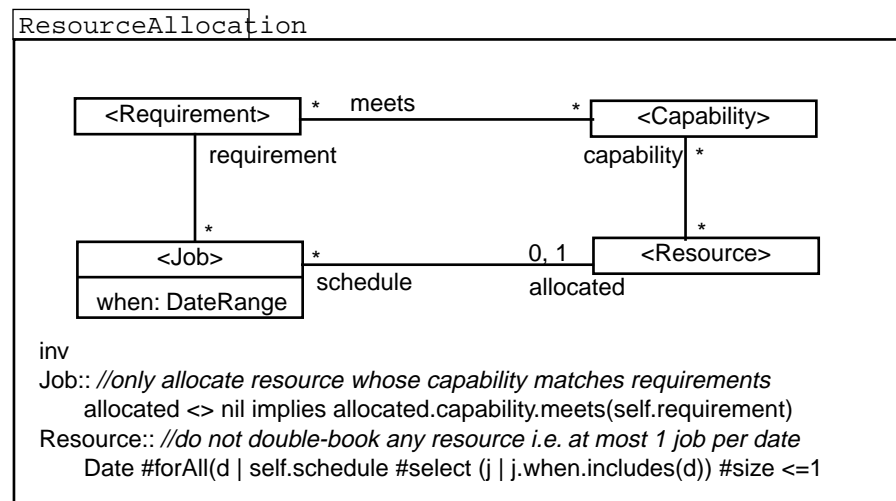 ResourceAllocation
<Requirement> * meets * <Capability>
requirement capability *
* *
<Job> * 0, 1 <Resource>
when: DateRange schedule allocated
inv
Job:: //only allocate resource whose capability matches requirements
allocated <> nil implies allocated.capability.meets(self.requirement)
Resource:: //do not double-book any resource i.e. at most 1 job per date
Date #forAll(d | self.schedule #select (j | j.when.includes(d)) #size <=1